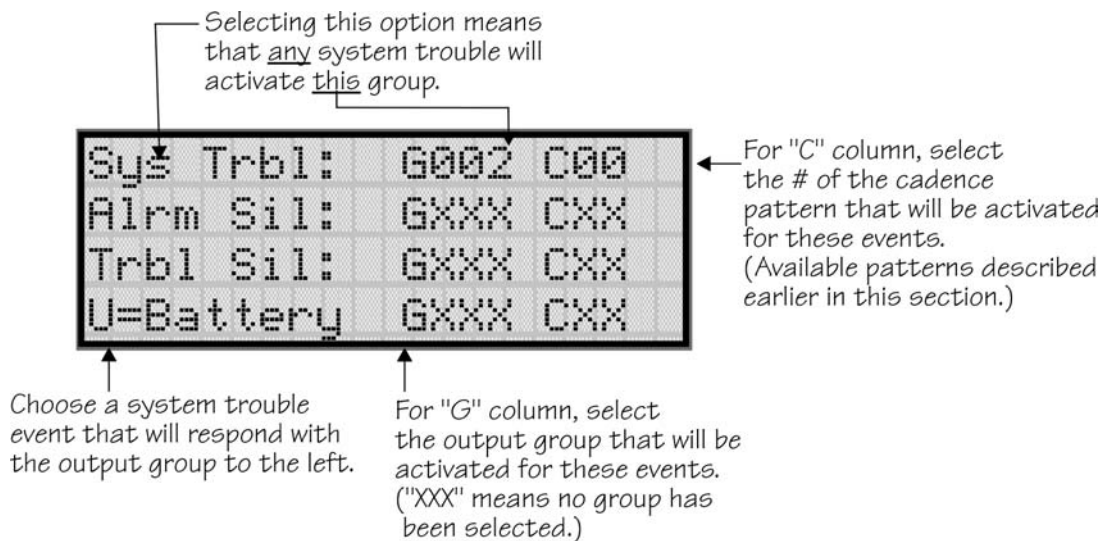 Selecting this option means
that any system trouble will
activate this group.
Sys Trbl: G002 C00
Alrm Sil: GXXX CXX
Trbl Sil: GXXX CXX
U=Battery GXXX CXX
For "C" column, select
the # of the cadence
pattern that will be activated
for these events.
(Available patterns described
earlier in this section.)
Choose a system trouble
event that will respond with
the output group to the left.
For "G" column, select
the output group that will be
activated for these events.
("XXX" means no group has
been selected.)